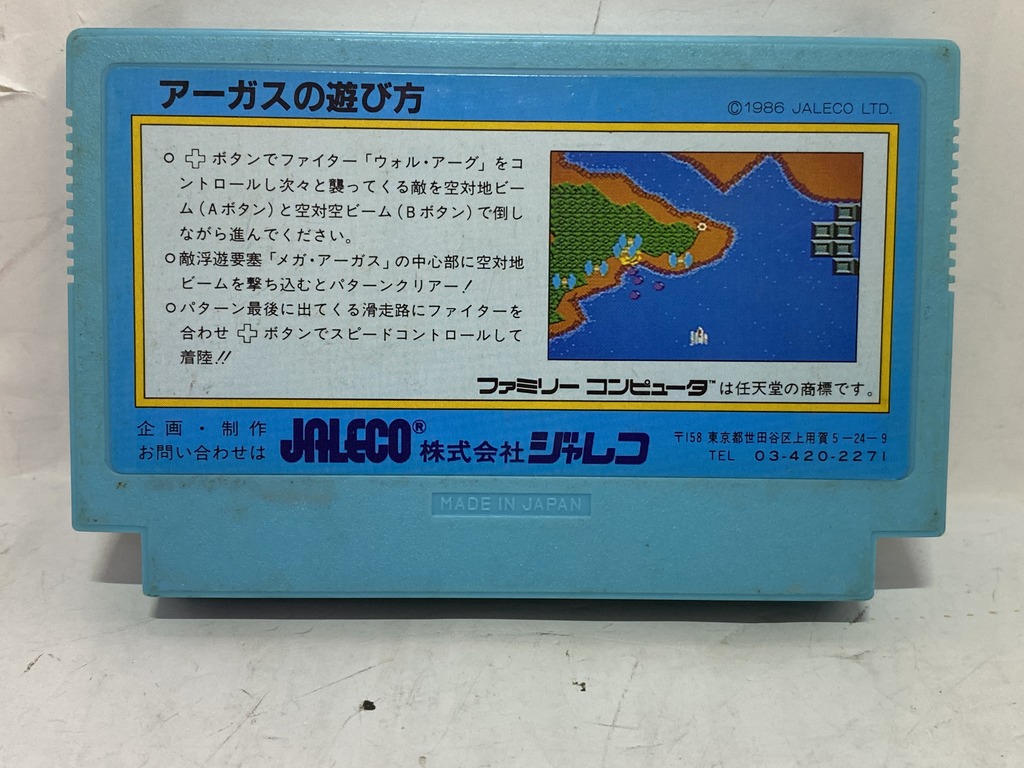 アーガスの遊び方
©1986 JALECO LTD.
○ ✚ ボタンでファイター「ウォル・アーグ」をコ
ントロールし次々と襲ってくる敵を空対地ビー
ム(Aボタン)と空対空ビーム(Bボタン)で倒し
ながら進んでください。
○敵浮遊要塞「メガ・アーガス」の中心部に空対地
ビームを撃ち込むとパターンクリアー!
○パターン最後に出てくる滑走路にファイターを
合わせ ✚ ボタンでスピードコントロールして
着陸!!
ファミリー コンピュータ™は任天堂の商標です。
企画・制作
お問い合わせは
JALECO® 株式会社ジャレコ
〒158 東京都世田谷区上用賀5-24-9
TEL 03-420-2271
MADE IN JAPAN